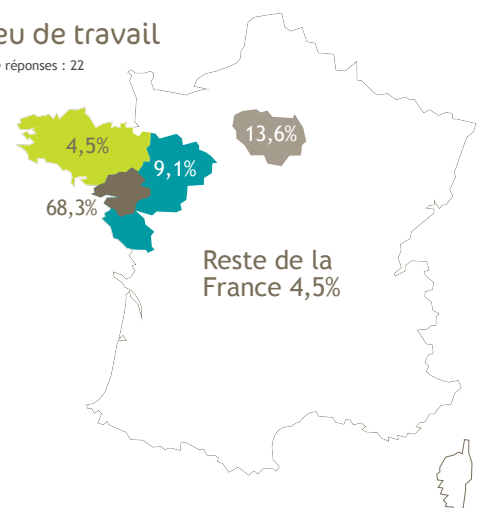 eu de travail
réponses : 22
4,5%
13,6%
9,1%
68,3%
Reste de la
France 4,5%